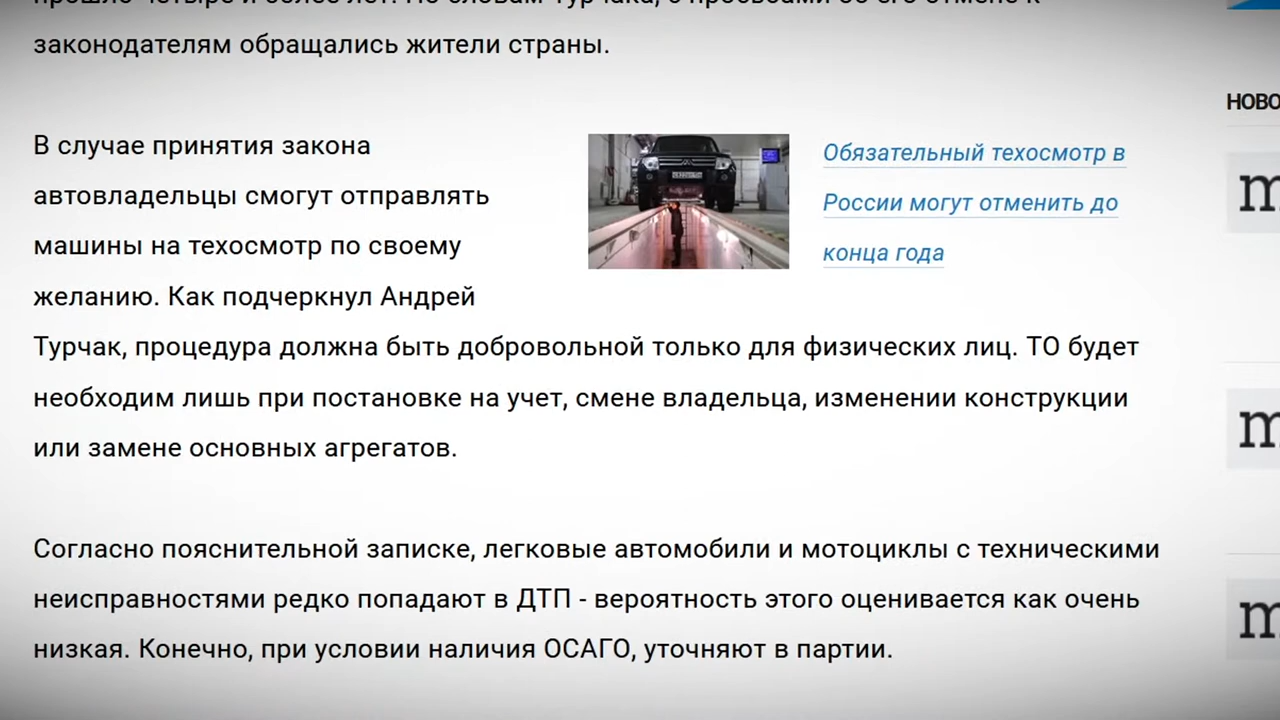 законодателям обращались жители страны.
В случае принятия закона
автовладельцы смогут отправлять
машины на техосмотр по своему
желанию. Как подчеркнул Андрей
Турчак, процедура должна быть добровольной только для физических лиц. ТО будет
необходим лишь при постановке на учет, смене владельца, изменении конструкции
или замене основных агрегатов.
Обязательный техосмотр в
России могут отменить до
конца года
Согласно пояснительной записке, легковые автомобили и мотоциклы с техническими
неисправностями редко попадают в ДТП - вероятность этого оценивается как очень
низкая. Конечно, при условии наличия ОСАГО, уточняют в партии.
НОВО
m
m
m